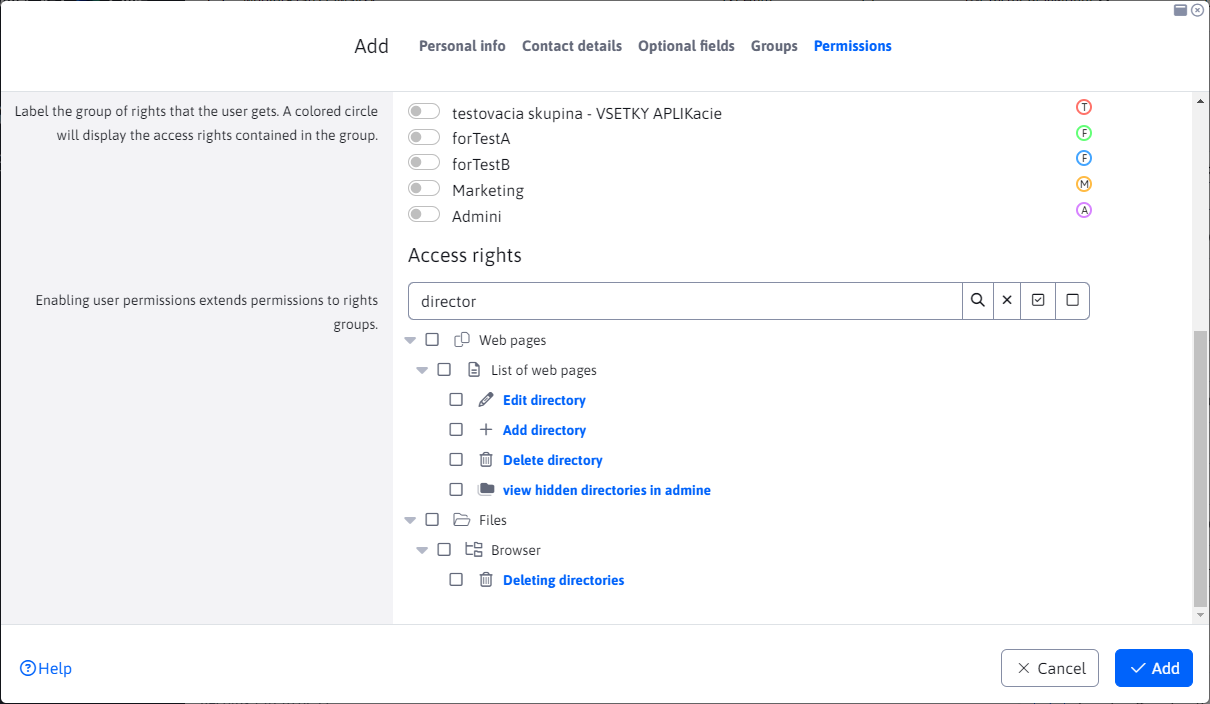 Add Personal info Contact details Optional fields Groups Permissions
Label the group of rights that the user gets. A colored circle
will display the access rights contained in the group.
testovacia skupina - VSETKY APLIKacie T
forTestA F
forTestB F
Marketing M
Admini A
Access rights
Enabling user permissions extends permissions to rights
groups.
director
Web pages
List of web pages
Edit directory
Add directory
Delete directory
view hidden directories in admine
Files
Browser
Deleting directories
Help
Cancel Add